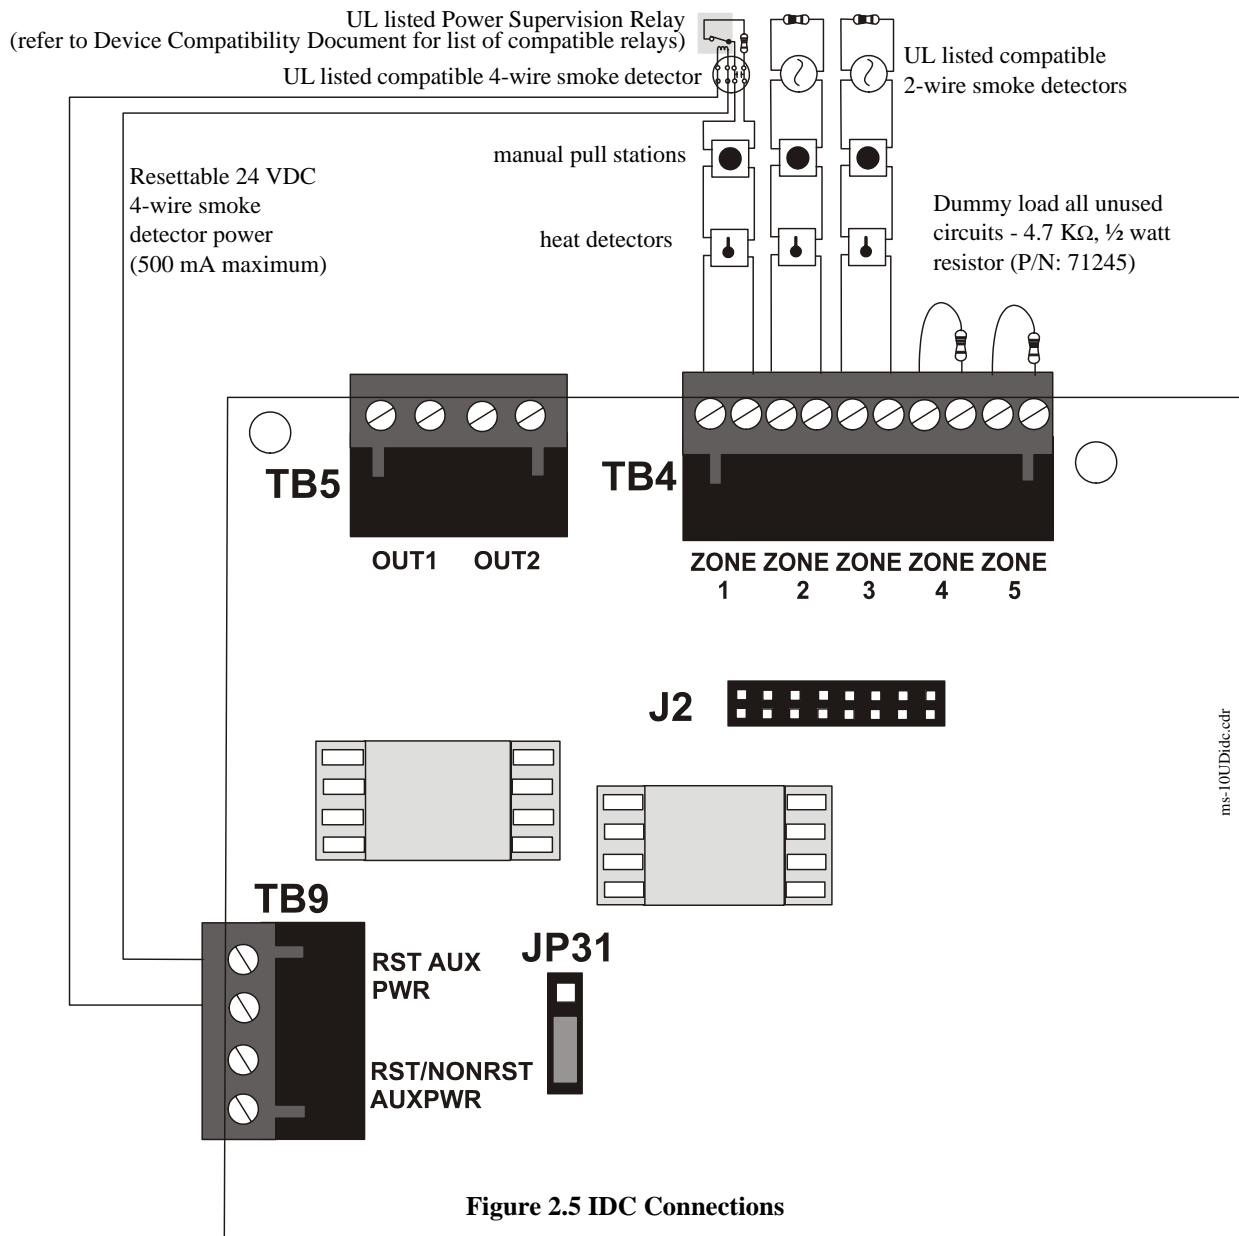 UL listed Power Supervision Relay
(refer to Device Compatibility Document for list of compatible relays)
UL listed compatible 4-wire smoke detector
UL listed compatible
2-wire smoke detectors
manual pull stations
Resettable 24 VDC
4-wire smoke
detector power
(500 mA maximum)
heat detectors
Dummy load all unused
circuits - 4.7 KΩ, ½ watt
resistor (P/N: 71245)
TB5
TB4
OUT1 OUT2
ZONE ZONE ZONE ZONE ZONE
1 2 3 4 5
J2
ms-10UDidc.cdr
TB9
JP31
RST AUX
PWR
RST/NONRST
AUXPWR
Figure 2.5 IDC Connections